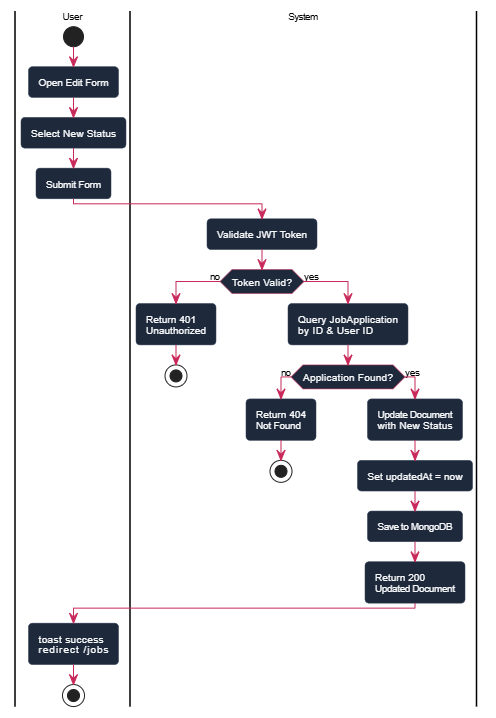 User
System
Open Edit Form
Select New Status
Submit Form
Validate JWT Token
no
Token Valid?
yes
Return 401
Unauthorized
Query JobApplication
by ID & User ID
no
Application Found?
yes
Return 404
Not Found
Update Document
with New Status
Set updatedAt = now
Save to MongoDB
Return 200
Updated Document
toast success
redirect /jobs